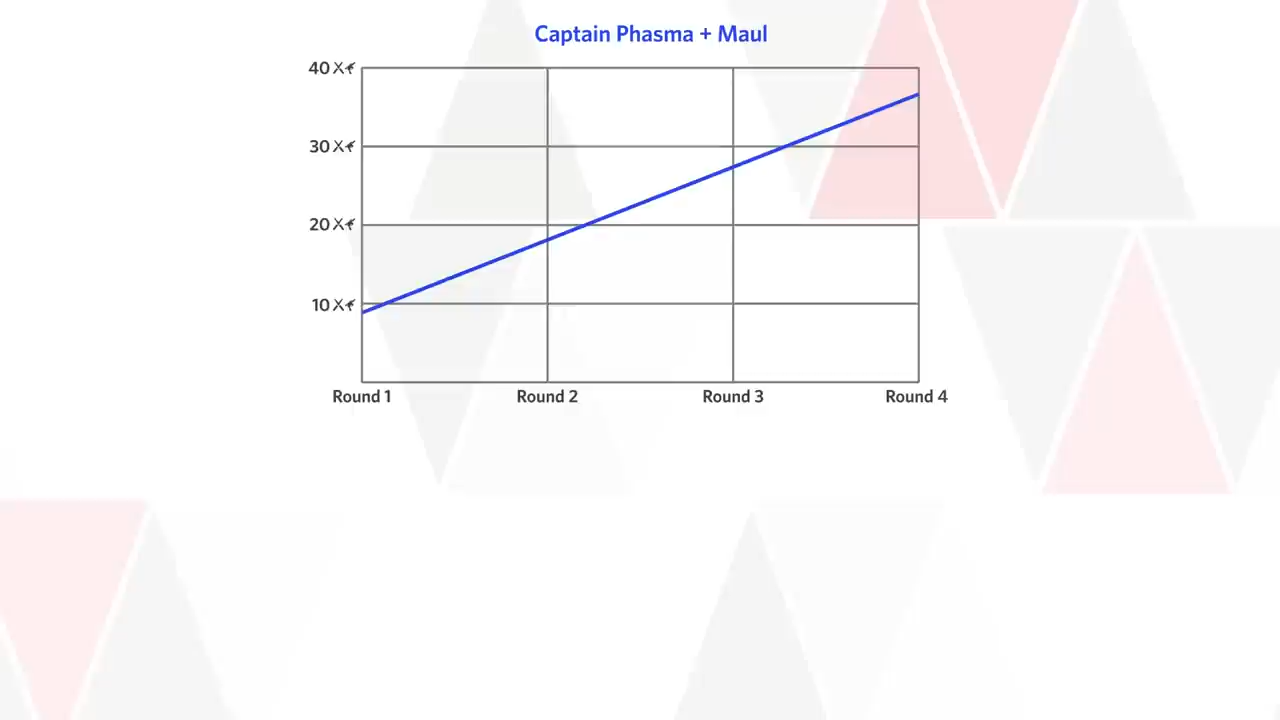 Captain Phasma + Maul
40
30
20
10
Round 1
Round 2
Round 3
Round 4